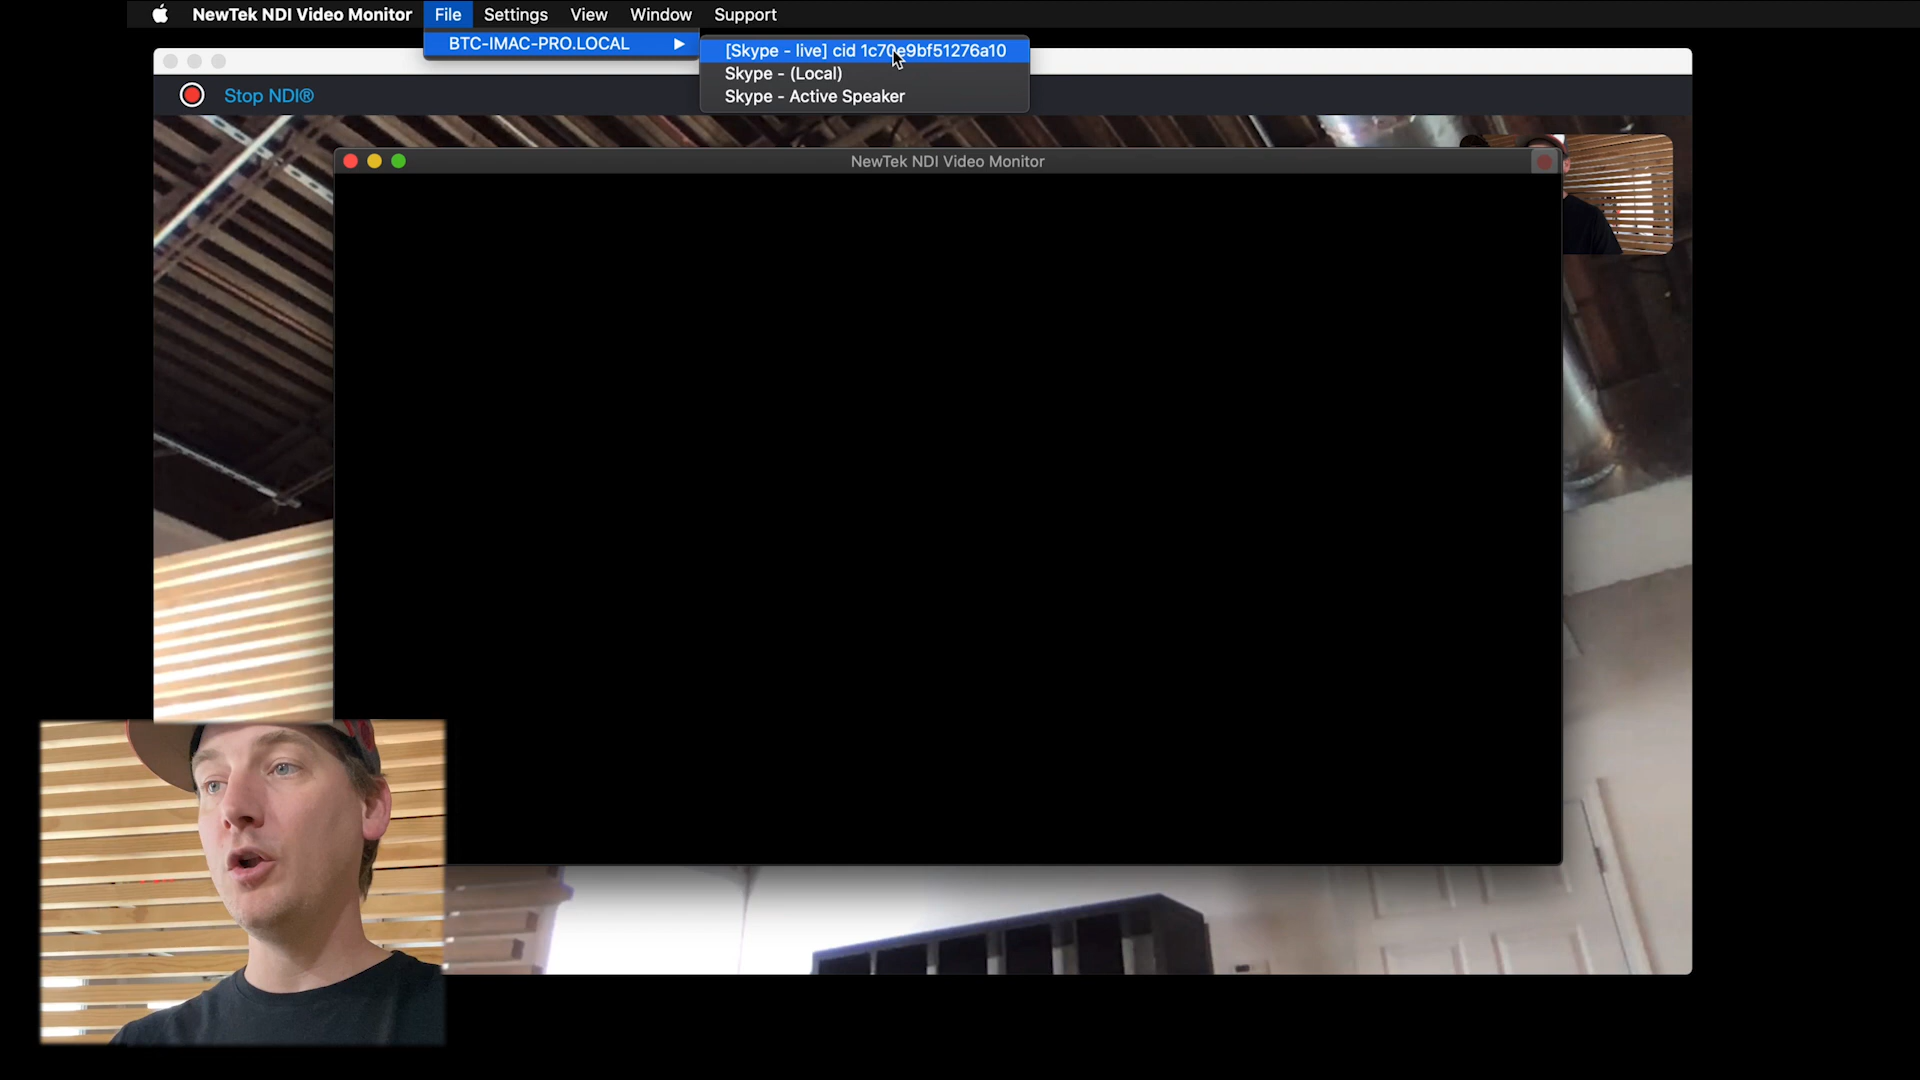 NewTek NDI Video Monitor File Settings View Window Support
BTC-IMAC-PRO.LOCAL
[Skype - live] cid 1c70e9bf51276a10
Skype - (Local)
Skype - Active Speaker
Stop NDI®
NewTek NDI Video Monitor